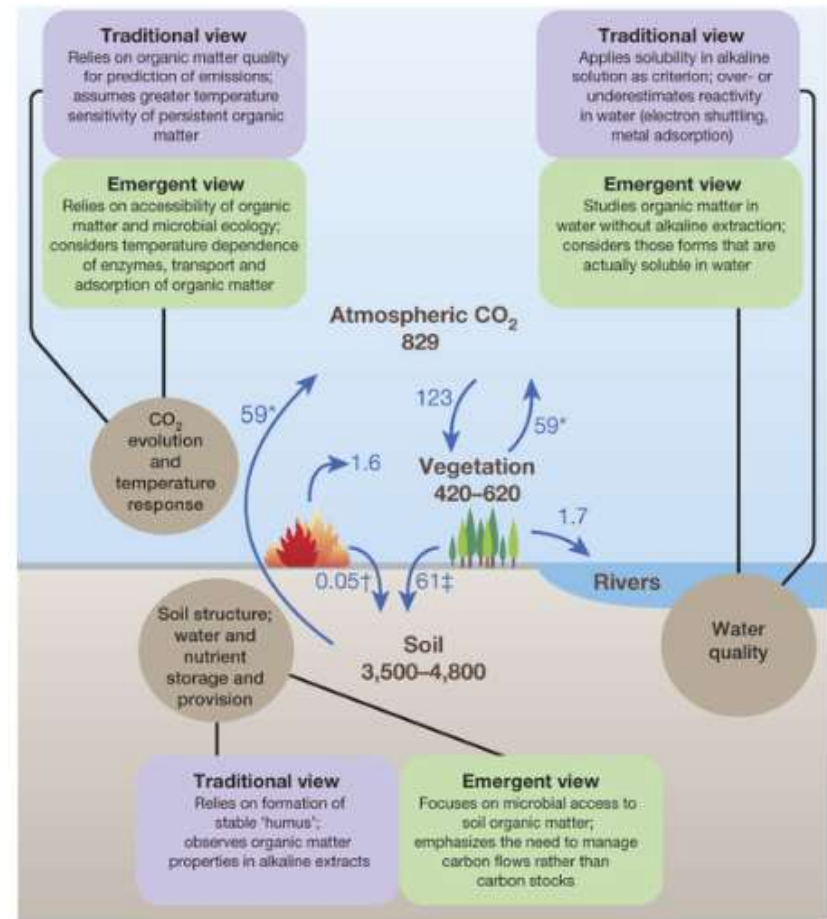 Traditional view
Relies on organic matter quality
for prediction of emissions;
assumes greater temperature
sensitivity of persistent organic
matter
Emergent view
Relies on accessibility of organic
matter and microbial ecology;
considers temperature dependence
of enzymes, transport and
adsorption of organic matter
Traditional view
Applies solubility in alkaline
solution as criterion; over- or
underestimates reactivity
in water (electron shuttling,
metal adsorption)
Emergent view
Studies organic matter in
water without alkaline extraction;
considers those forms that are
actually soluble in water
Atmospheric CO₂
829
59*
123
59*
CO₂
evolution
and
temperature
response
1.6
Vegetation
420–620
1.7
0.05†
61‡
Rivers
Soil structure;
water and
nutrient
storage and
provision
Soil
3,500–4,800
Water
quality
Traditional view
Relies on formation of
stable 'humus';
observes organic matter
properties in alkaline extracts
Emergent view
Focuses on microbial access to
soil organic matter;
emphasizes the need to manage
carbon flows rather than
carbon stocks